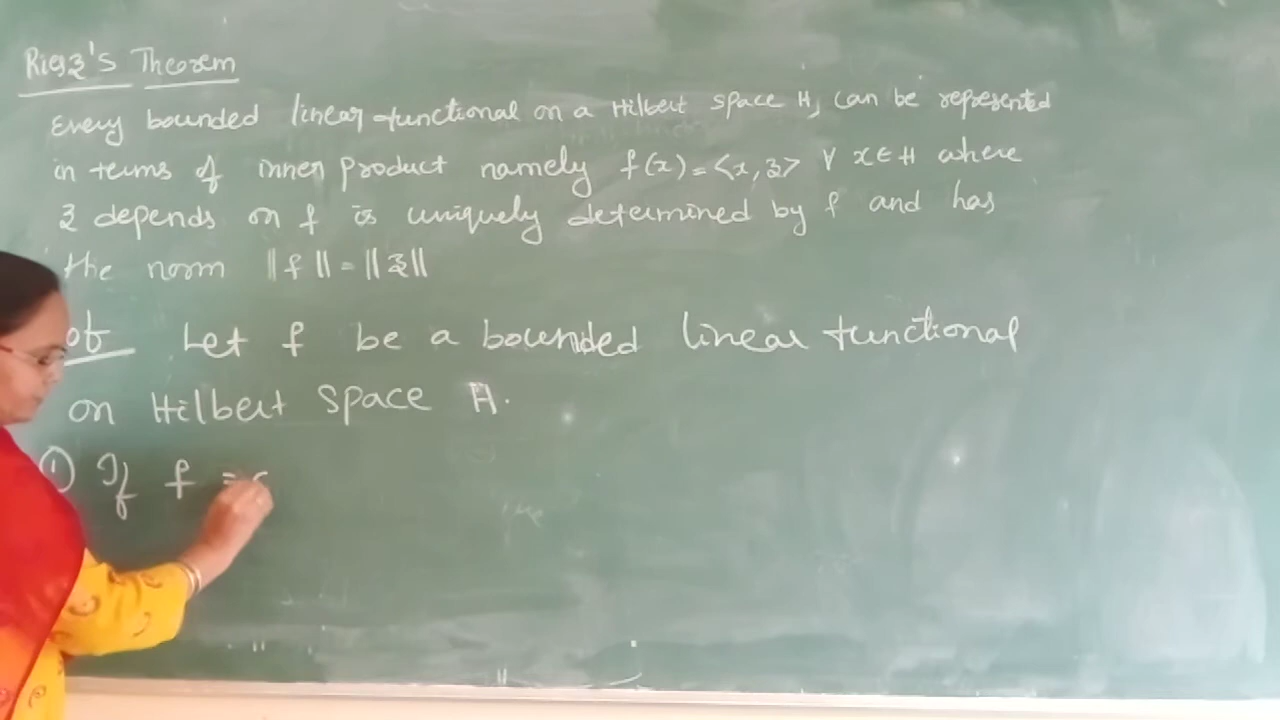 Riesz's Theorem
Every bounded linear functional on a Hilbert space H, can be represented
in terms of inner product namely f(x)=<x,z> ∀ x∈H where
z depends on f is uniquely determined by f and has
the norm ||f||=||z||
of Let f be a bounded linear functional
on Hilbert space H.
① If f =